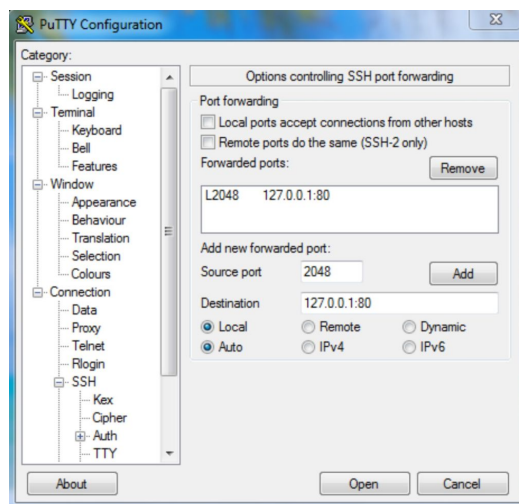 PuTTY Configuration
Category:
Session
Logging
Terminal
Keyboard
Bell
Features
Window
Appearance
Behaviour
Translation
Selection
Colours
Connection
Data
Proxy
Telnet
Rlogin
SSH
Kex
Cipher
Auth
TTY
Options controlling SSH port forwarding
Port forwarding
Local ports accept connections from other hosts
Remote ports do the same (SSH-2 only)
Forwarded ports:
Remove
L2048 127.0.0.1:80
Add new forwarded port:
Source port 2048 Add
Destination 127.0.0.1:80
Local Remote Dynamic
Auto IPv4 IPv6
About Open Cancel